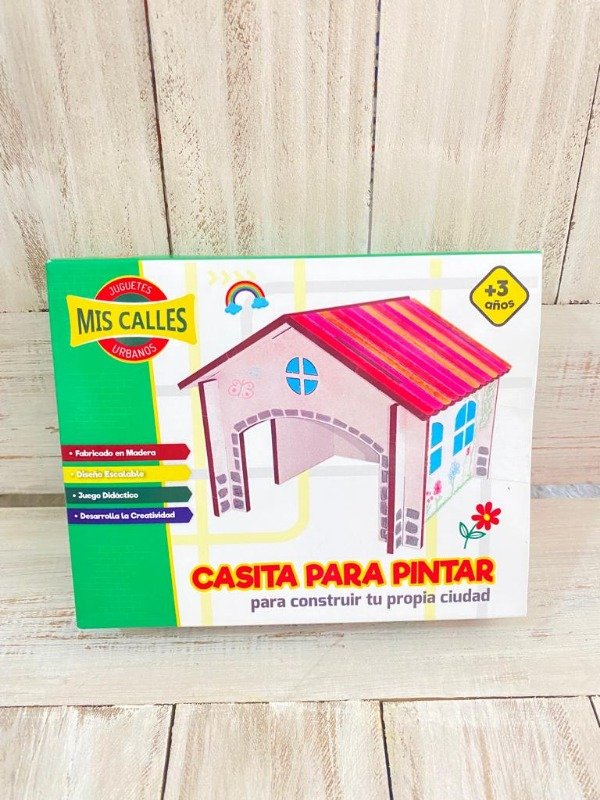 JUGUETES
MIS CALLES
URBANOS
+3
años
• Fabricado en Madera
• Diseño Escalable
• Juego Didáctico
• Desarrolla la Creatividad
CASITA PARA PINTAR
para construir tu propia ciudad